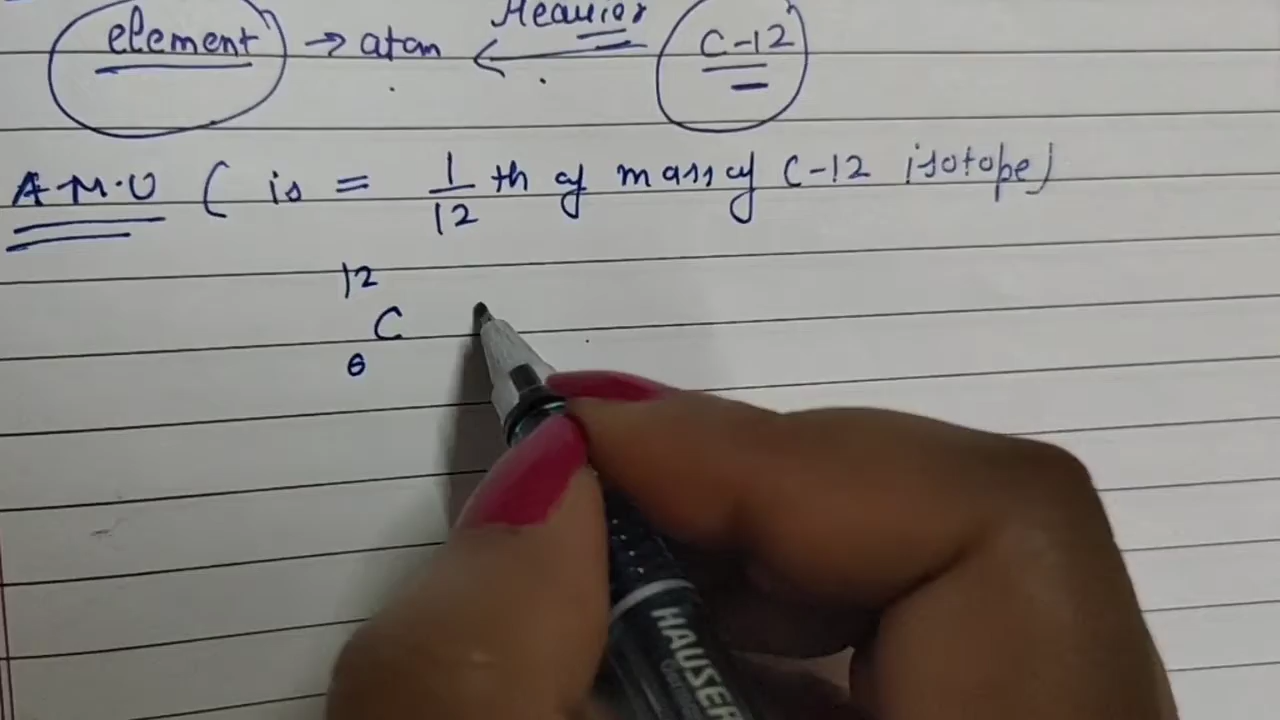 element → atom ← Heavier C-12
A.M.U ( is = 1/12 th of mass of C-12 isotope)
12
C
6
HAUSER